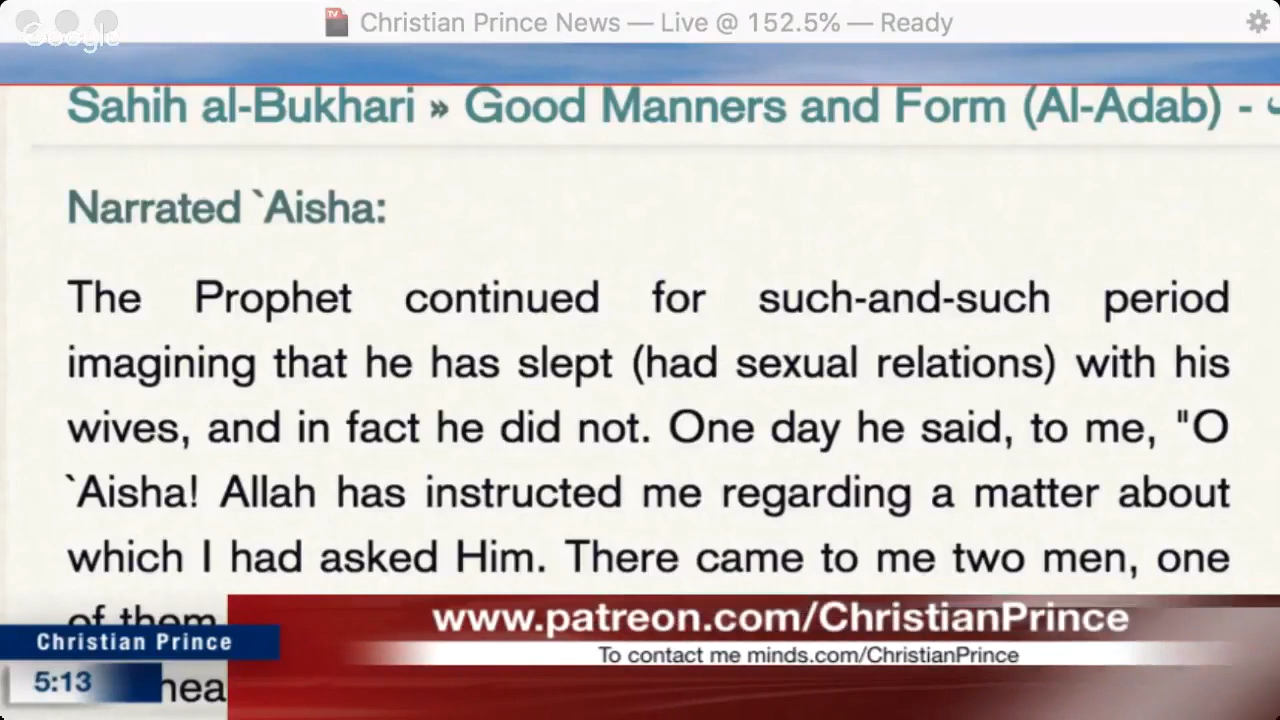 Christian Prince News — Live @ 152.5% — Ready
Google
Sahih al-Bukhari » Good Manners and Form (Al-Adab) -
Narrated `Aisha:
The Prophet continued for such-and-such period
imagining that he has slept (had sexual relations) with his
wives, and in fact he did not. One day he said, to me, "O
`Aisha! Allah has instructed me regarding a matter about
which I had asked Him. There came to me two men, one
of them
www.patreon.com/ChristianPrince
Christian Prince
To contact me minds.com/ChristianPrince
5:13